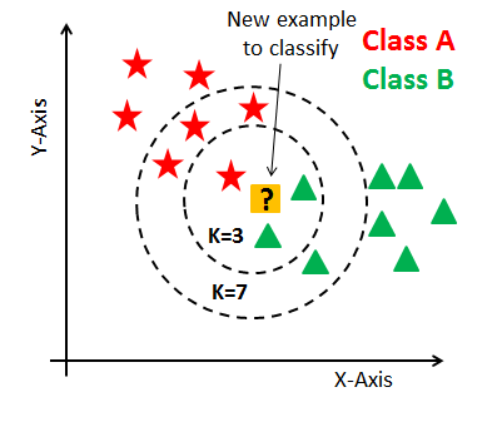 New example
to classify
Class A
Class B
Y-Axis
?
K=3
K=7
X-Axis